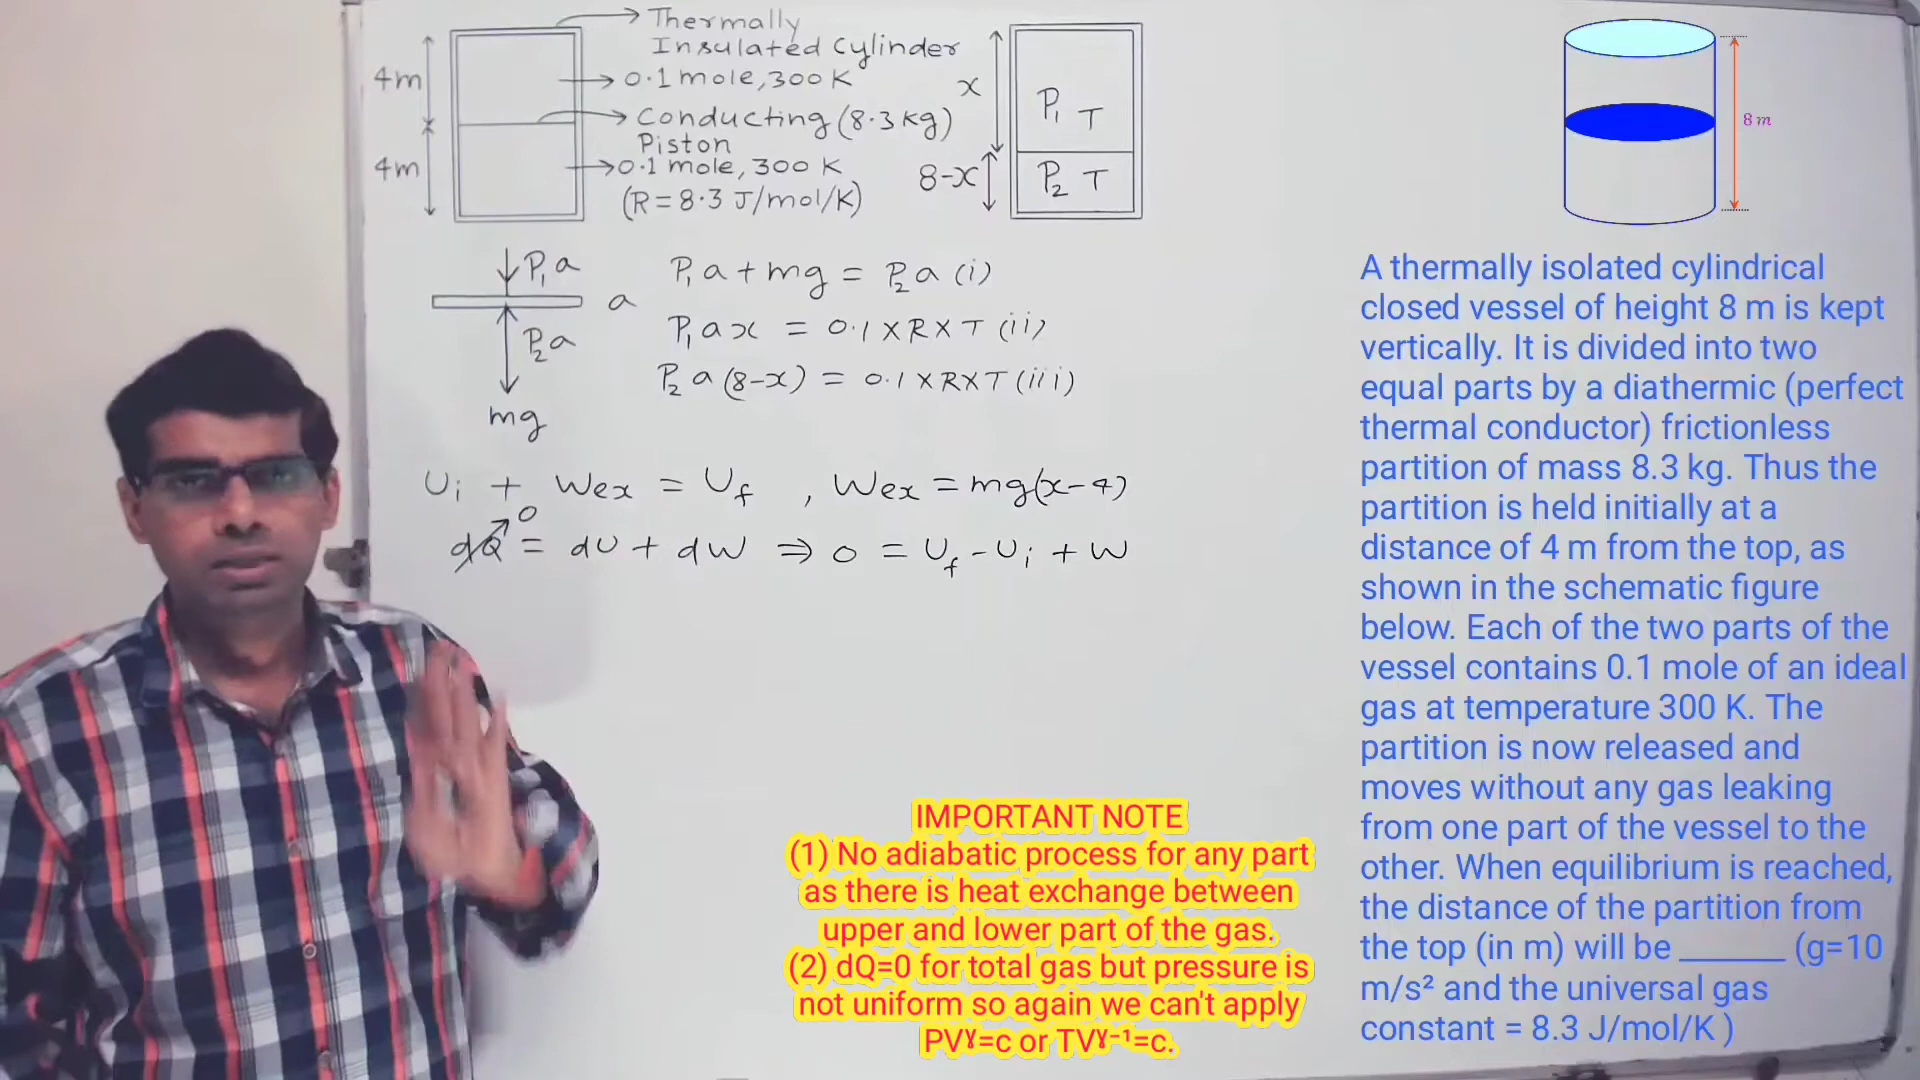 Thermally
Insulated Cylinder
4m
0.1 mole, 300 K
Conducting (8.3 kg)
Piston
4m
0.1 mole, 300 K
(R = 8.3 J/mol/K)
x
P₁ T
8-x
P₂ T
P₁a
a
P₂a
mg
P₁a + mg = P₂a (i)
P₁ax = 0.1 × R × T (ii)
P₂a(8-x) = 0.1 × R × T (iii)
Uᵢ + Wex = U_f , Wex = mg(x-4)
0
dQ = dU + dW ⇒ 0 = U_f - Uᵢ + W
IMPORTANT NOTE
(1) No adiabatic process for any part
as there is heat exchange between
upper and lower part of the gas.
(2) dQ=0 for total gas but pressure is
not uniform so again we can't apply
PVɣ=c or TVɣ⁻¹=c.
8 m
A thermally isolated cylindrical
closed vessel of height 8 m is kept
vertically. It is divided into two
equal parts by a diathermic (perfect
thermal conductor) frictionless
partition of mass 8.3 kg. Thus the
partition is held initially at a
distance of 4 m from the top, as
shown in the schematic figure
below. Each of the two parts of the
vessel contains 0.1 mole of an ideal
gas at temperature 300 K. The
partition is now released and
moves without any gas leaking
from one part of the vessel to the
other. When equilibrium is reached,
the distance of the partition from
the top (in m) will be ______ (g=10
m/s² and the universal gas
constant = 8.3 J/mol/K )